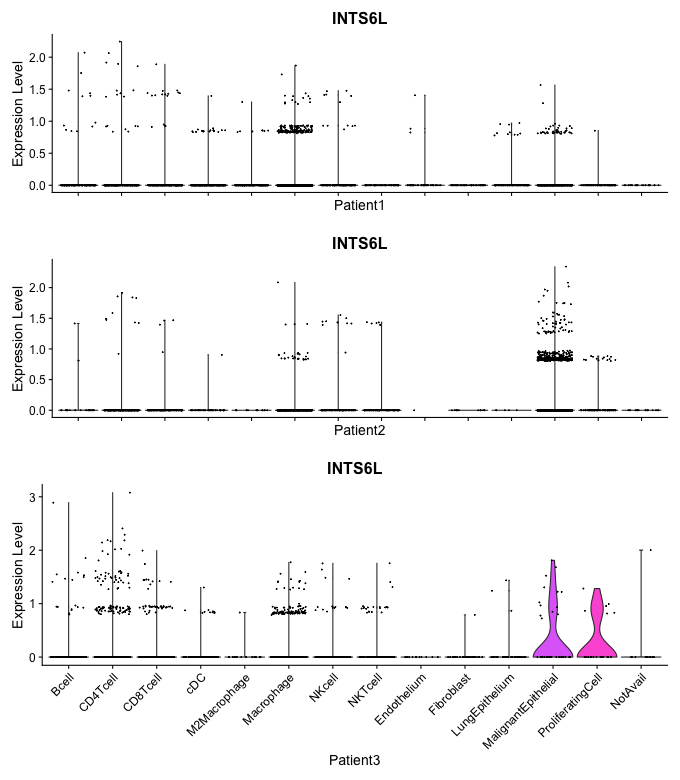 INTS6L
Expression Level
2.0
1.5
1.0
0.5
0.0
Patient1
INTS6L
Expression Level
2.0
1.5
1.0
0.5
0.0
Patient2
INTS6L
Expression Level
3
2
1
0
Bcell
CD4Tcell
CD8Tcell
cDC
M2Macrophage
Macrophage
NKcell
NKTcell
Endothelium
Fibroblast
LungEpithelium
MalignantEpithelial
ProliferatingCell
NotAvail
Patient3